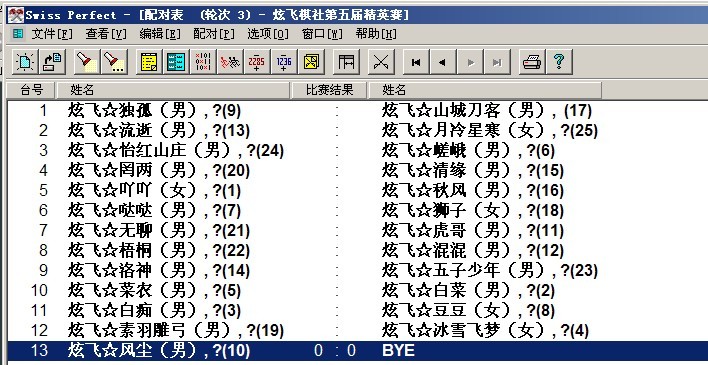 Swiss Perfect - [配对表 (轮次 3) - 炫飞棋社第五届精英赛]
文件[F] 查看[V] 编辑[E] 配对[P] 选项[O] 窗口[W] 帮助[H]
2285 1236
台号 姓名 比赛结果 姓名
1 炫飞☆独孤（男）, ?(9) : 炫飞☆山城刀客（男）, (17)
2 炫飞☆流逝（男）, ?(13) : 炫飞☆月冷星寒（女）, ?(25)
3 炫飞☆怡红山庄（男）, ?(24) : 炫飞☆嵯峨（男）, ?(6)
4 炫飞☆罔两（男）, ?(20) : 炫飞☆清缘（男）, ?(15)
5 炫飞☆吖吖（女）, ?(1) : 炫飞☆秋风（男）, ?(16)
6 炫飞☆哒哒（男）, ?(7) : 炫飞☆狮子（女）, ?(18)
7 炫飞☆无聊（男）, ?(21) : 炫飞☆虎哥（男）, ?(11)
8 炫飞☆梧桐（男）, ?(22) : 炫飞☆混混（男）, ?(12)
9 炫飞☆洛神（男）, ?(14) : 炫飞☆五子少年（男）, ?(23)
10 炫飞☆菜农（男）, ?(5) : 炫飞☆白菜（男）, ?(2)
11 炫飞☆白痴（男）, ?(3) : 炫飞☆豆豆（女）, ?(8)
12 炫飞☆素羽雕弓（男）, ?(19) : 炫飞☆冰雪飞梦（女）, ?(4)
13 炫飞☆风尘（男）, ?(10) 0 : 0 BYE